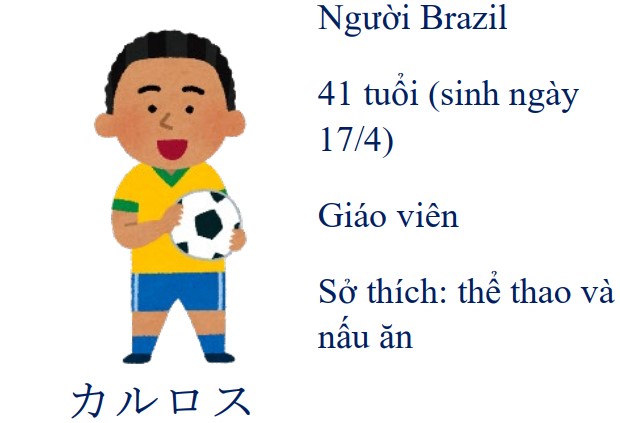 Người Brazil
41 tuổi (sinh ngày
17/4)
Giáo viên
Sở thích: thể thao và
nấu ăn
カルロス